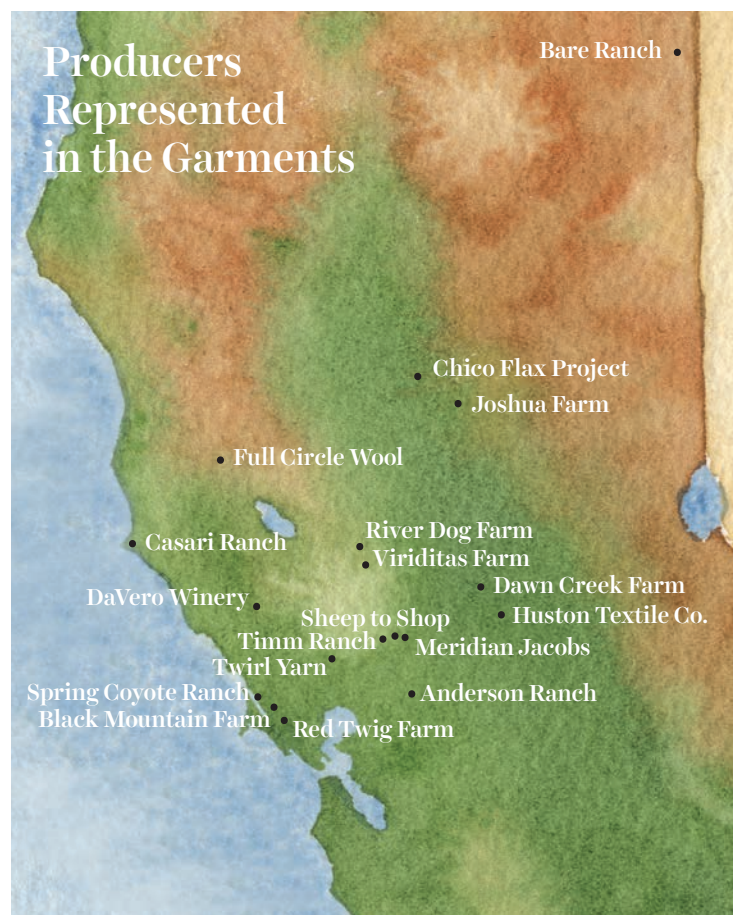 Producers
Represented
in the Garments
Bare Ranch
Chico Flax Project
Joshua Farm
Full Circle Wool
River Dog Farm
Casari Ranch
Viriditas Farm
Dawn Creek Farm
DaVero Winery
Huston Textile Co.
Sheep to Shop
Timm Ranch
Meridian Jacobs
Twirl Yarn
Spring Coyote Ranch
Anderson Ranch
Black Mountain Farm
Red Twig Farm